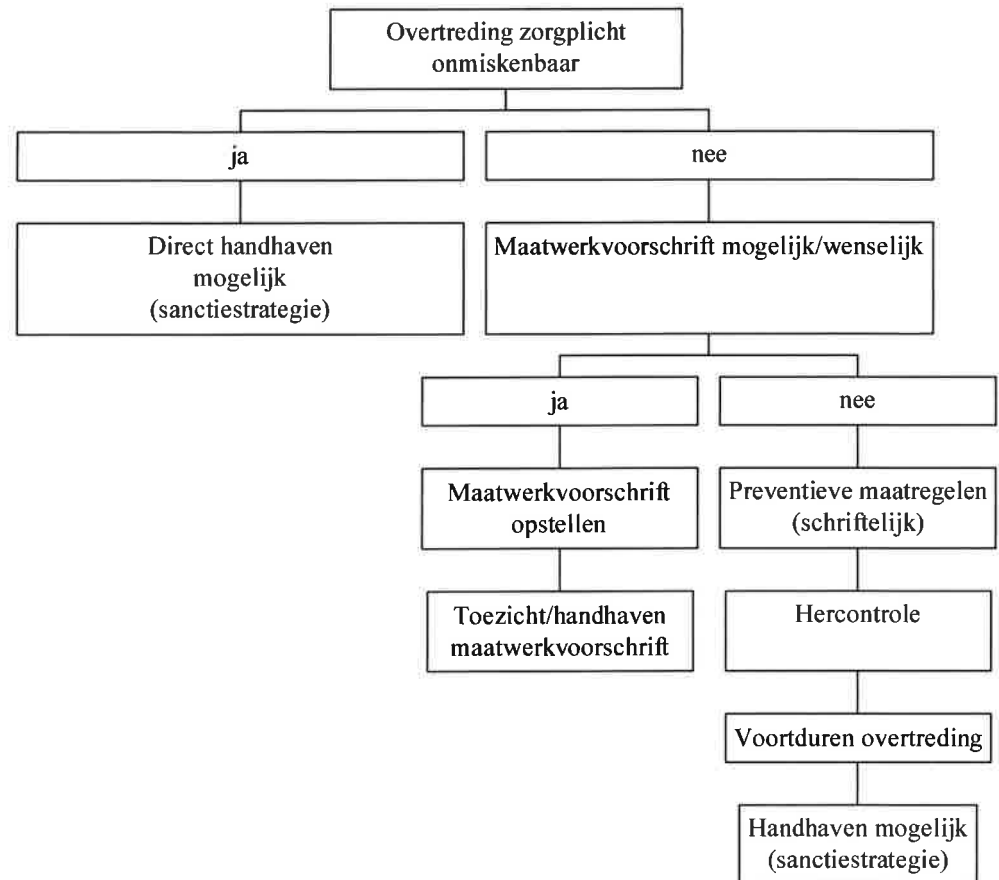 Overtreding zorgplicht
onmiskenbaar
ja
nee
Direct handhaven
mogelijk
(sanctiestrategie)
Maatwerkvoorschrift mogelijk/wenselijk
ja
nee
Maatwerkvoorschrift
opstellen
Preventieve maatregelen
(schriftelijk)
Toezicht/handhaven
maatwerkvoorschrift
Hercontrole
Voortduren overtreding
Handhaven mogelijk
(sanctiestrategie)